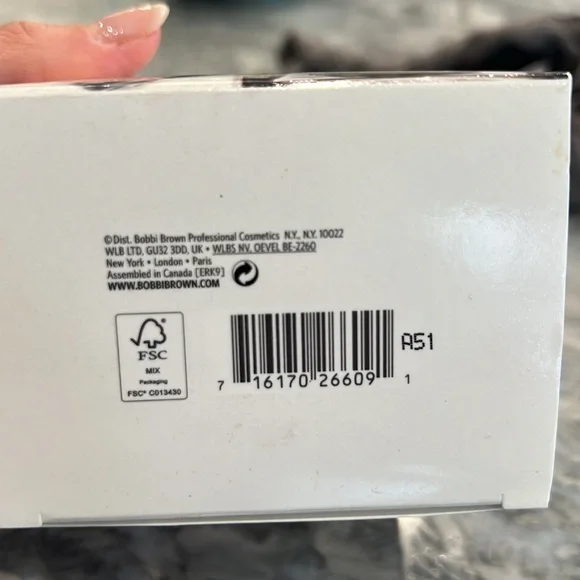 ©Dist. Bobbi Brown Professional Cosmetics N.Y., N.Y. 10022
WLB LTD, GU32 3DD, UK • WLBS NV. OEVEL BE-2260
New York • London • Paris
Assembled in Canada [ERK9]
WWW.BOBBIBROWN.COM
FSC
MIX
Packaging
FSC® C013430
7 16170 26609 1
A51